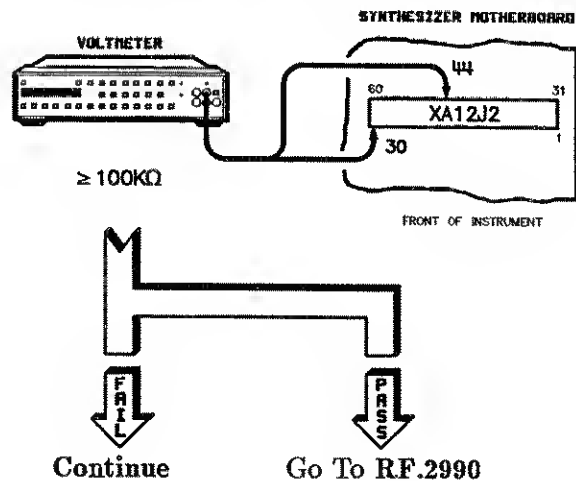 SYNTHESIZER MOTHERBOARD
VOLTMETER
44
60
31
XA12J2
30
1
≥ 100KΩ
FRONT OF INSTRUMENT
FAIL
PASS
Continue
Go To RF.2990